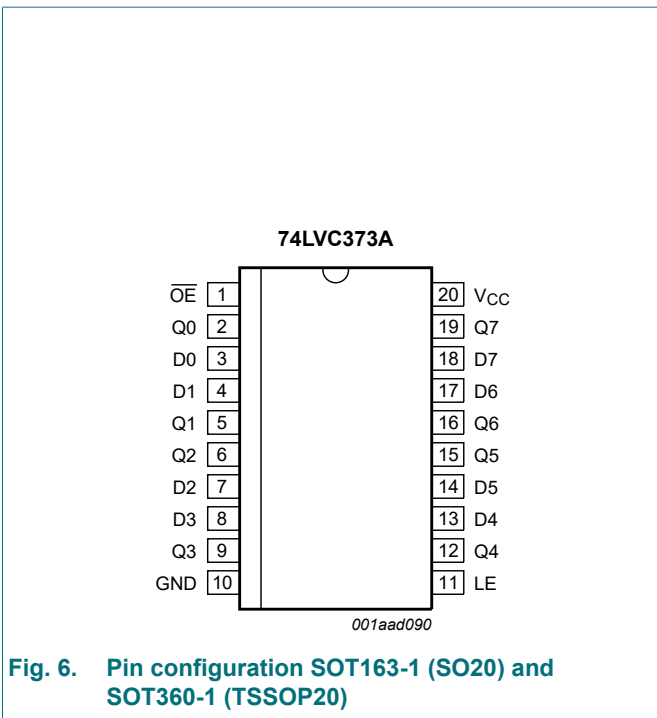 74LVC373A
O̅E̅ 1 20 VCC
Q0 2 19 Q7
D0 3 18 D7
D1 4 17 D6
Q1 5 16 Q6
Q2 6 15 Q5
D2 7 14 D5
D3 8 13 D4
Q3 9 12 Q4
GND 10 11 LE
001aad090
Fig. 6. Pin configuration SOT163-1 (SO20) and
SOT360-1 (TSSOP20)